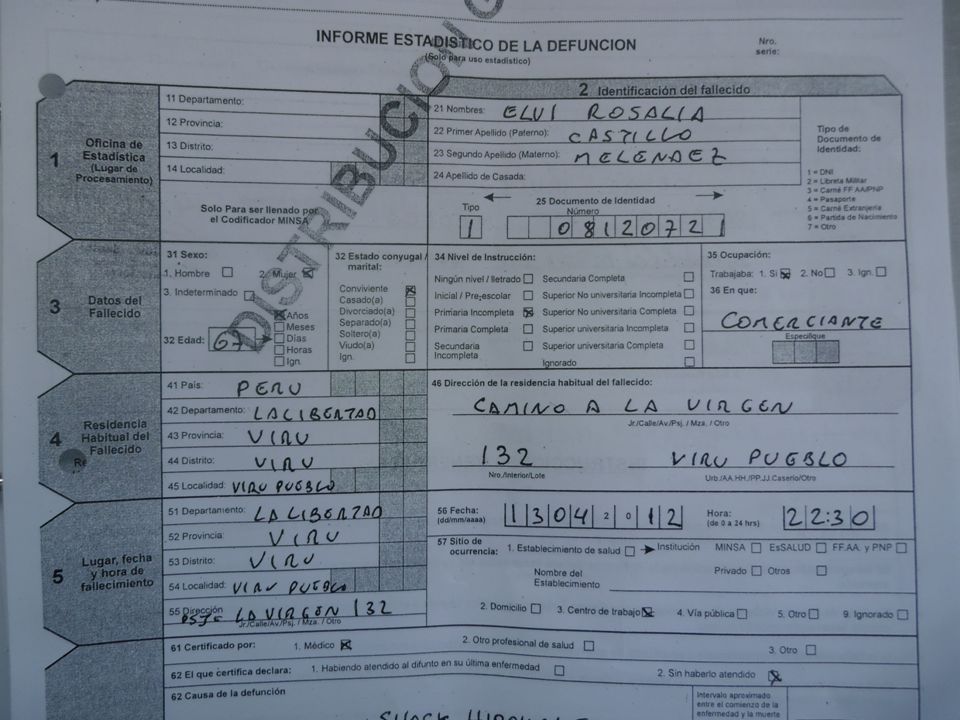 INFORME ESTADISTICO DE LA DEFUNCION
(Solo para uso estadistico)
Nro. serie:
DISTRIBUCION
1
Oficina de Estadística
(Lugar de Procesamiento)
11 Departamento:
12 Provincia:
13 Distrito:
14 Localidad:
Solo Para ser llenado por el Codificador MINSA
2 Identificación del fallecido
21 Nombres: ELVI ROSALIA
22 Primer Apellido (Paterno): CASTILLO
23 Segundo Apellido (Materno): MELENDEZ
24 Apellido de Casada:
Tipo
25 Documento de Identidad
Número
1 08120721
Tipo de Documento de Identidad:
1 = DNI
2 = Libreta Militar
3 = Carné FF AA/PNP
4 = Pasaporte
5 = Carné Extranjería
6 = Partida de Nacimiento
7 = Otro
3
Datos del Fallecido
31 Sexo:
1. Hombre 2. Mujer
3. Indeterminado
32 Edad: 67
Años
Meses
Días
Horas
Ign.
32 Estado conyugal / marital:
Conviviente
Casado(a)
Divorciado(a)
Separado(a)
Soltero(a)
Viudo(a)
Ign.
34 Nivel de Instrucción:
Ningún nivel / Iletrado
Inicial / Pre-escolar
Primaria Incompleta
Primaria Completa
Secundaria Incompleta
Secundaria Completa
Superior No universitaria Incompleta
Superior No universitaria Completa
Superior universitaria Incompleta
Superior universitaria Completa
Ignorado
35 Ocupación:
Trabajaba: 1. Si 2. No 3. Ign.
36 En que:
COMERCIANTE
Especifique
4
Residencia Habitual del Fallecido
41 País: PERU
42 Departamento: LA LIBERTAD
43 Provincia: VIRU
44 Distrito: VIRU
45 Localidad: VIRU PUEBLO
46 Dirección de la residencia habitual del fallecido:
CAMINO A LA VIRGEN
Jr./Calle/Av./Psj. / Mza. / Otro
132 VIRU PUEBLO
Nro./Interior/Lote Urb./AA.HH./PP.JJ.Caserío/Otro
5
Lugar, fecha y hora de fallecimiento
51 Departamento: LA LIBERTAD
52 Provincia: VIRU
53 Distrito: VIRU
54 Localidad: VIRU PUEBLO
55 Dirección
LA VIRGEN 132
Jr./Calle/Av./Psj. / Mza. / Otro
56 Fecha: (dd/mm/aaaa) 13 04 2012
Hora: (de 0 a 24 hrs) 22:30
57 Sitio de ocurrencia:
1. Establecimiento de salud Institución MINSA EsSALUD FF.AA. y PNP
Privado Otros
Nombre del Establecimiento
2. Domicilio 3. Centro de trabajo 4. Vía pública 5. Otro 9. Ignorado
61 Certificado por: 1. Médico 2. Otro profesional de salud 3. Otro
62 El que certifica declara: 1. Habiendo atendido al difunto en su última enfermedad 2. Sin haberlo atendido
62 Causa de la defunción
Intervalo aproximado entre el comienzo de la enfermedad y la muerte